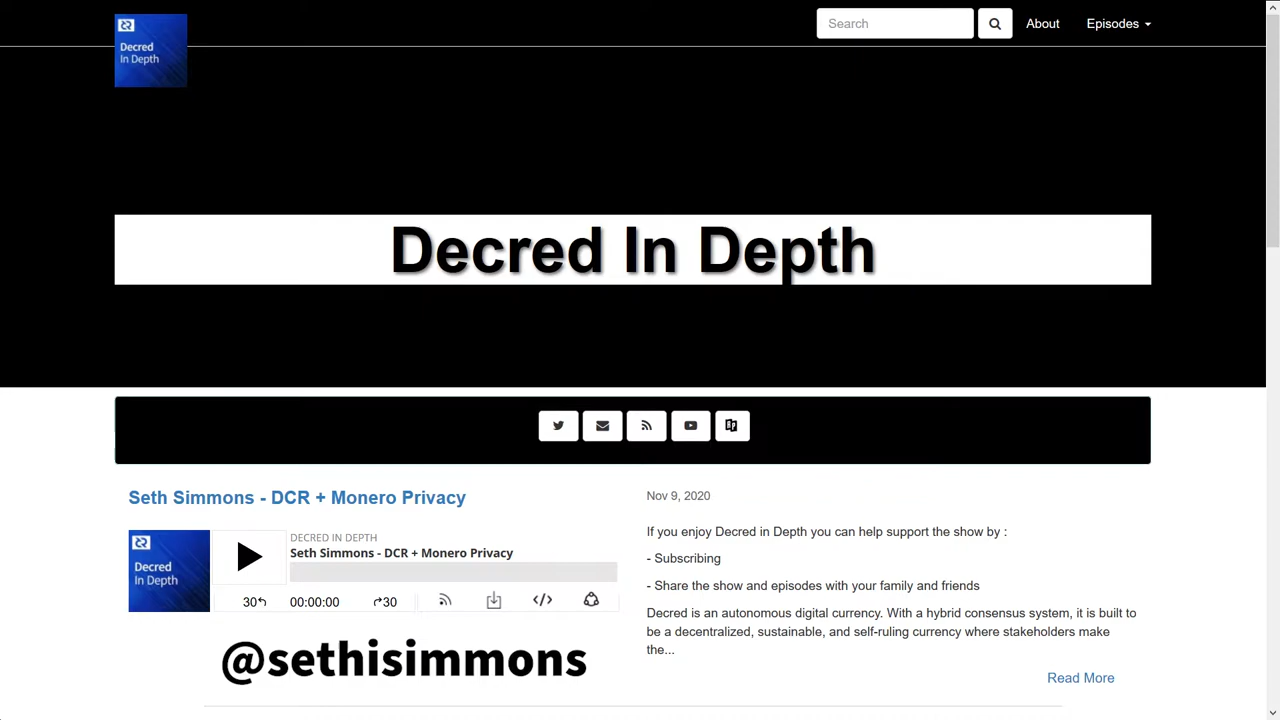 Decred
In Depth
Search
About
Episodes
Decred In Depth
Seth Simmons - DCR + Monero Privacy
Decred
In Depth
DECRED IN DEPTH
Seth Simmons - DCR + Monero Privacy
30
00:00:00
30
@sethisimmons
Nov 9, 2020
If you enjoy Decred in Depth you can help support the show by :
- Subscribing
- Share the show and episodes with your family and friends
Decred is an autonomous digital currency. With a hybrid consensus system, it is built to
be a decentralized, sustainable, and self-ruling currency where stakeholders make
the...
Read More